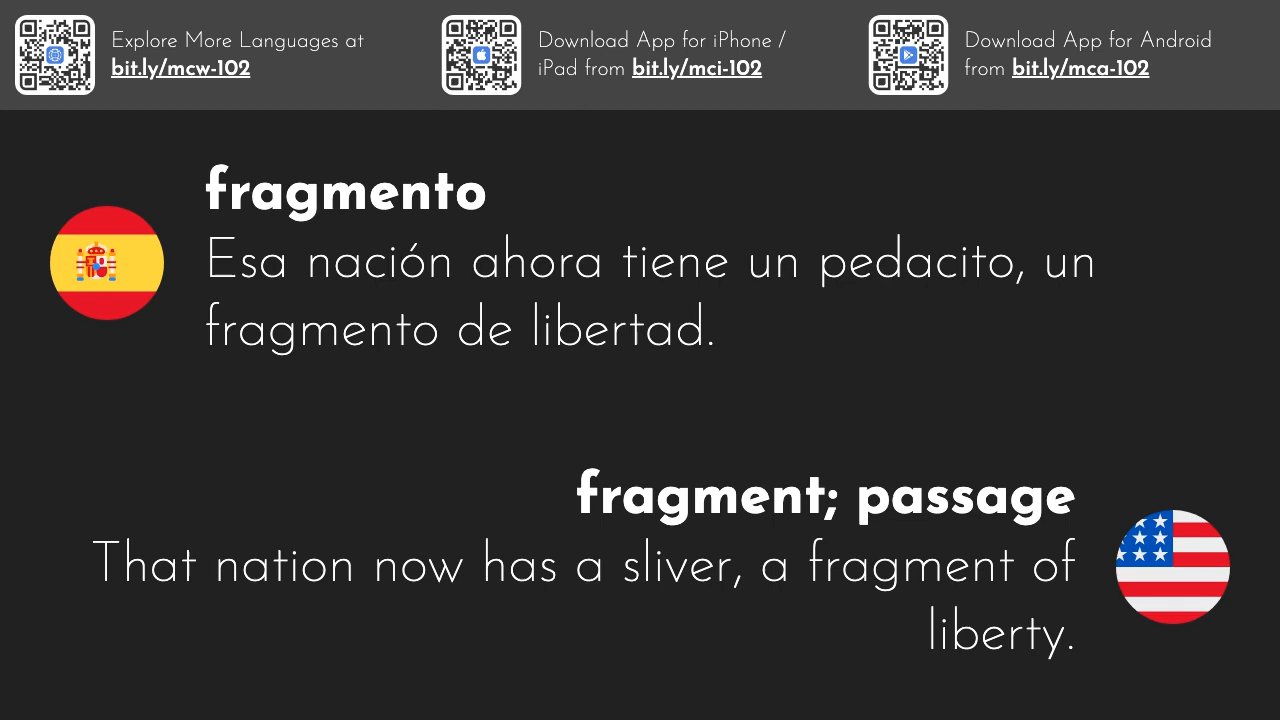 Explore More Languages at
bit.ly/mcw-102
Download App for iPhone /
iPad from bit.ly/mci-102
Download App for Android
from bit.ly/mca-102
fragmento
Esa nación ahora tiene un pedacito, un
fragmento de libertad.
fragment; passage
That nation now has a sliver, a fragment of
liberty.